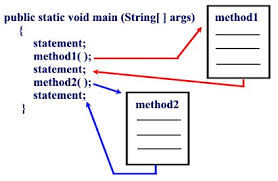 public static void main (String[ ] args)
{
statement;
method1( );
statement;
method2( );
statement;
}
method1
method2